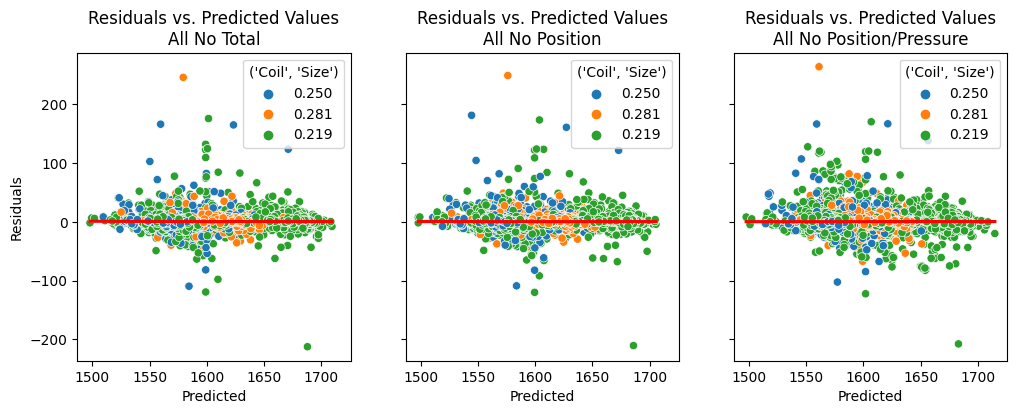 Residuals vs. Predicted Values
All No Total
Residuals vs. Predicted Values
All No Position
Residuals vs. Predicted Values
All No Position/Pressure
('Coil', 'Size')
0.250
0.281
0.219
('Coil', 'Size')
0.250
0.281
0.219
('Coil', 'Size')
0.250
0.281
0.219
Residuals
200
100
0
−100
−200
1500 1550 1600 1650 1700
Predicted
1500 1550 1600 1650 1700
Predicted
1500 1550 1600 1650 1700
Predicted